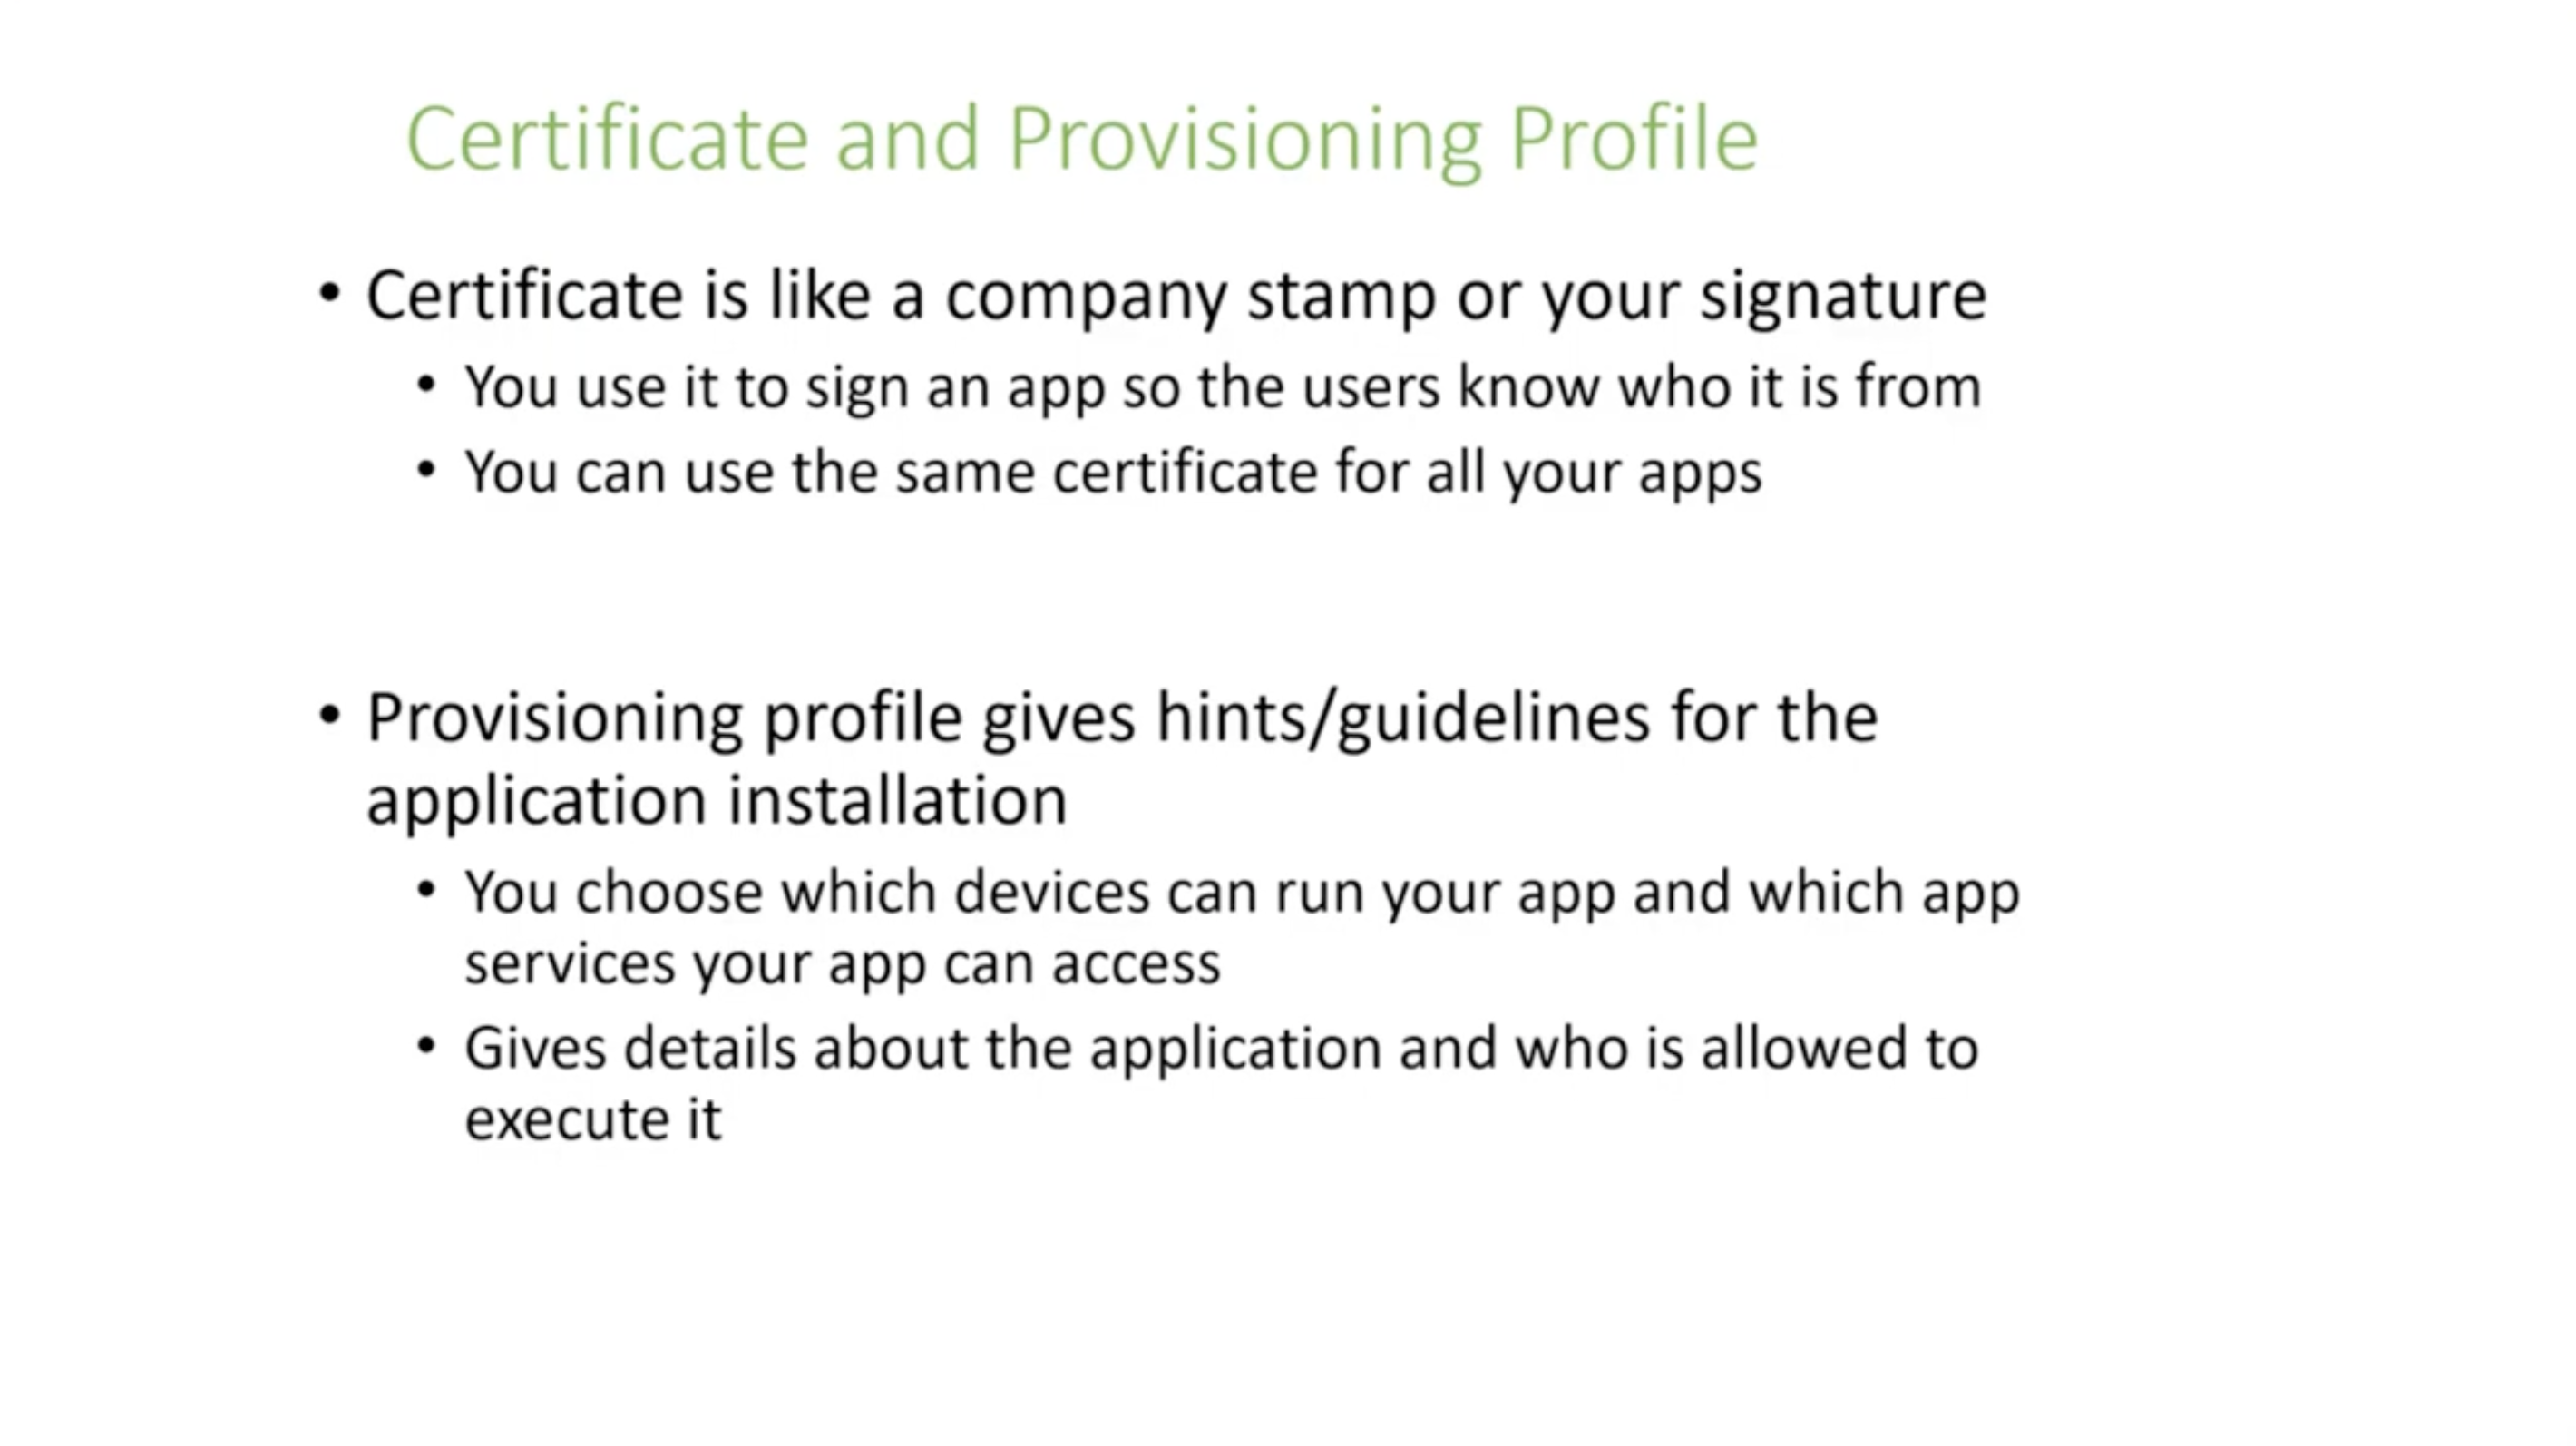 Certificate and Provisioning Profile
• Certificate is like a company stamp or your signature
• You use it to sign an app so the users know who it is from
• You can use the same certificate for all your apps
• Provisioning profile gives hints/guidelines for the
application installation
• You choose which devices can run your app and which app
services your app can access
• Gives details about the application and who is allowed to
execute it